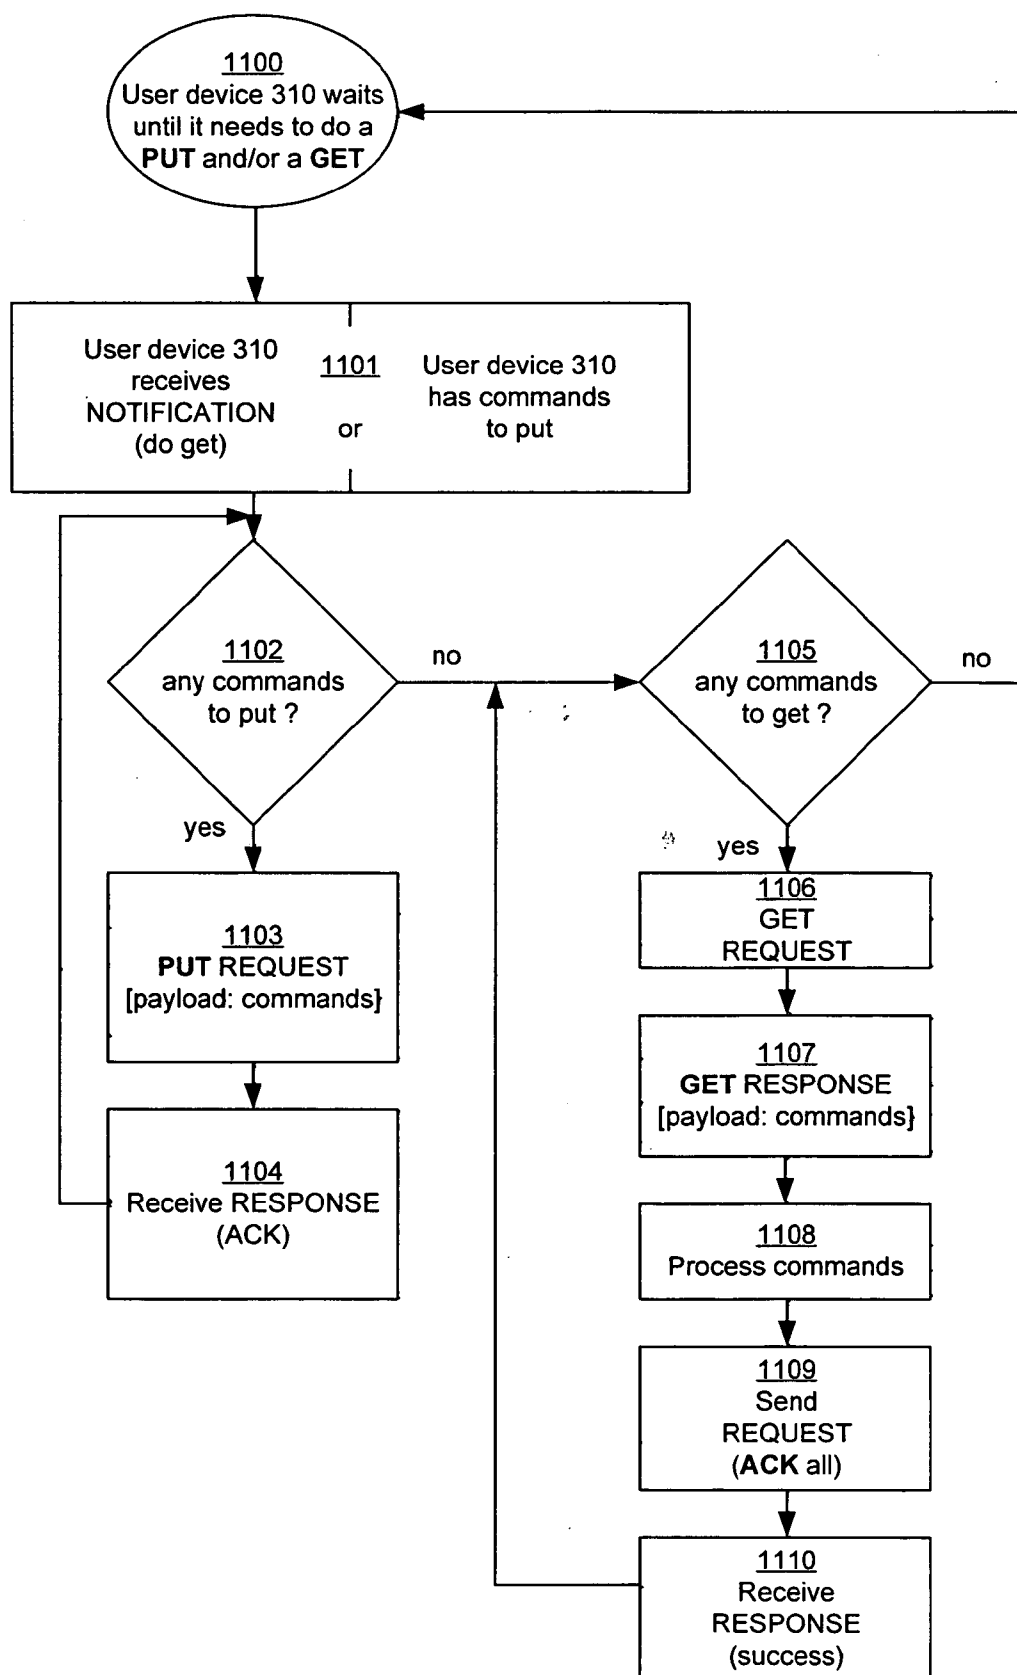 1100
User device 310 waits
until it needs to do a
PUT and/or a GET
User device 310
receives
NOTIFICATION
(do get)
1101
or
User device 310
has commands
to put
1102
any commands
to put ?
no
yes
1103
PUT REQUEST
[payload: commands}
1104
Receive RESPONSE
(ACK)
1105
any commands
to get ?
no
yes
1106
GET
REQUEST
1107
GET RESPONSE
[payload: commands}
1108
Process commands
1109
Send
REQUEST
(ACK all)
1110
Receive
RESPONSE
(success)